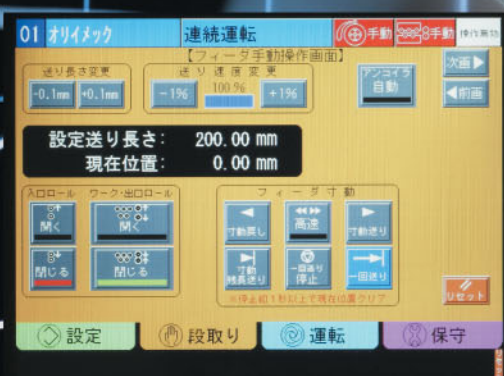 01 オリイメック 連続運転 手動 8手動 操作無効
【フィーダ手動操作画面】
次画▶
送り長さ変更 送り速度変更 アンコイラ
自動
-0.1mm +0.1mm -1% 100 % +1% ◀前画
設定送り長さ: 200.00 mm
現在位置: 0.00 mm
入口ロール ワーク・出口ロール フィーダ寸動
開く 開く 寸動戻し 高速 寸動送り
閉じる 閉じる 寸動
残長送り 一回送り
停止 一回送り
※停止釦1秒以上で現在位置クリア
リセット
設定 段取り 運転 保守